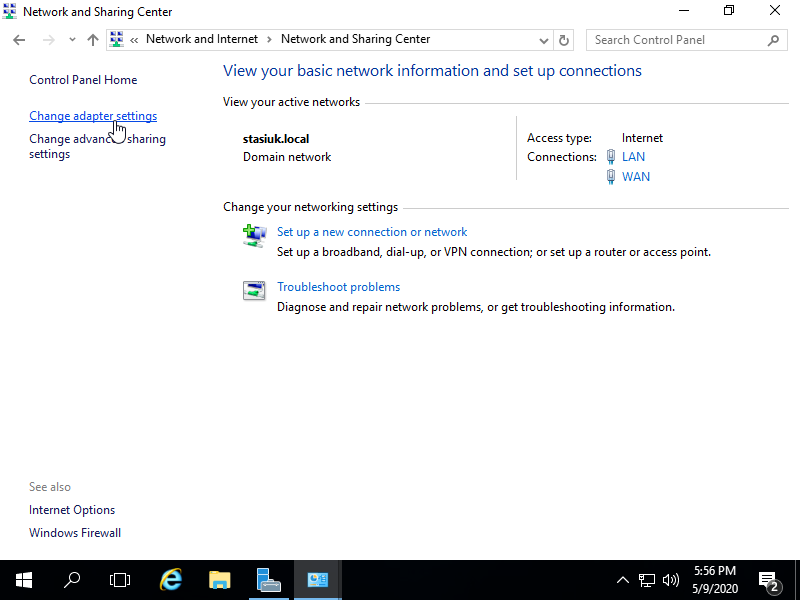 Network and Sharing Center
« Network and Internet > Network and Sharing Center
Search Control Panel
Control Panel Home
Change adapter settings
Change advanc sharing
settings
View your basic network information and set up connections
View your active networks
stasiuk.local
Domain network
Access type: Internet
Connections: LAN
WAN
Change your networking settings
Set up a new connection or network
Set up a broadband, dial-up, or VPN connection; or set up a router or access point.
Troubleshoot problems
Diagnose and repair network problems, or get troubleshooting information.
See also
Internet Options
Windows Firewall
5:56 PM
5/9/2020
2